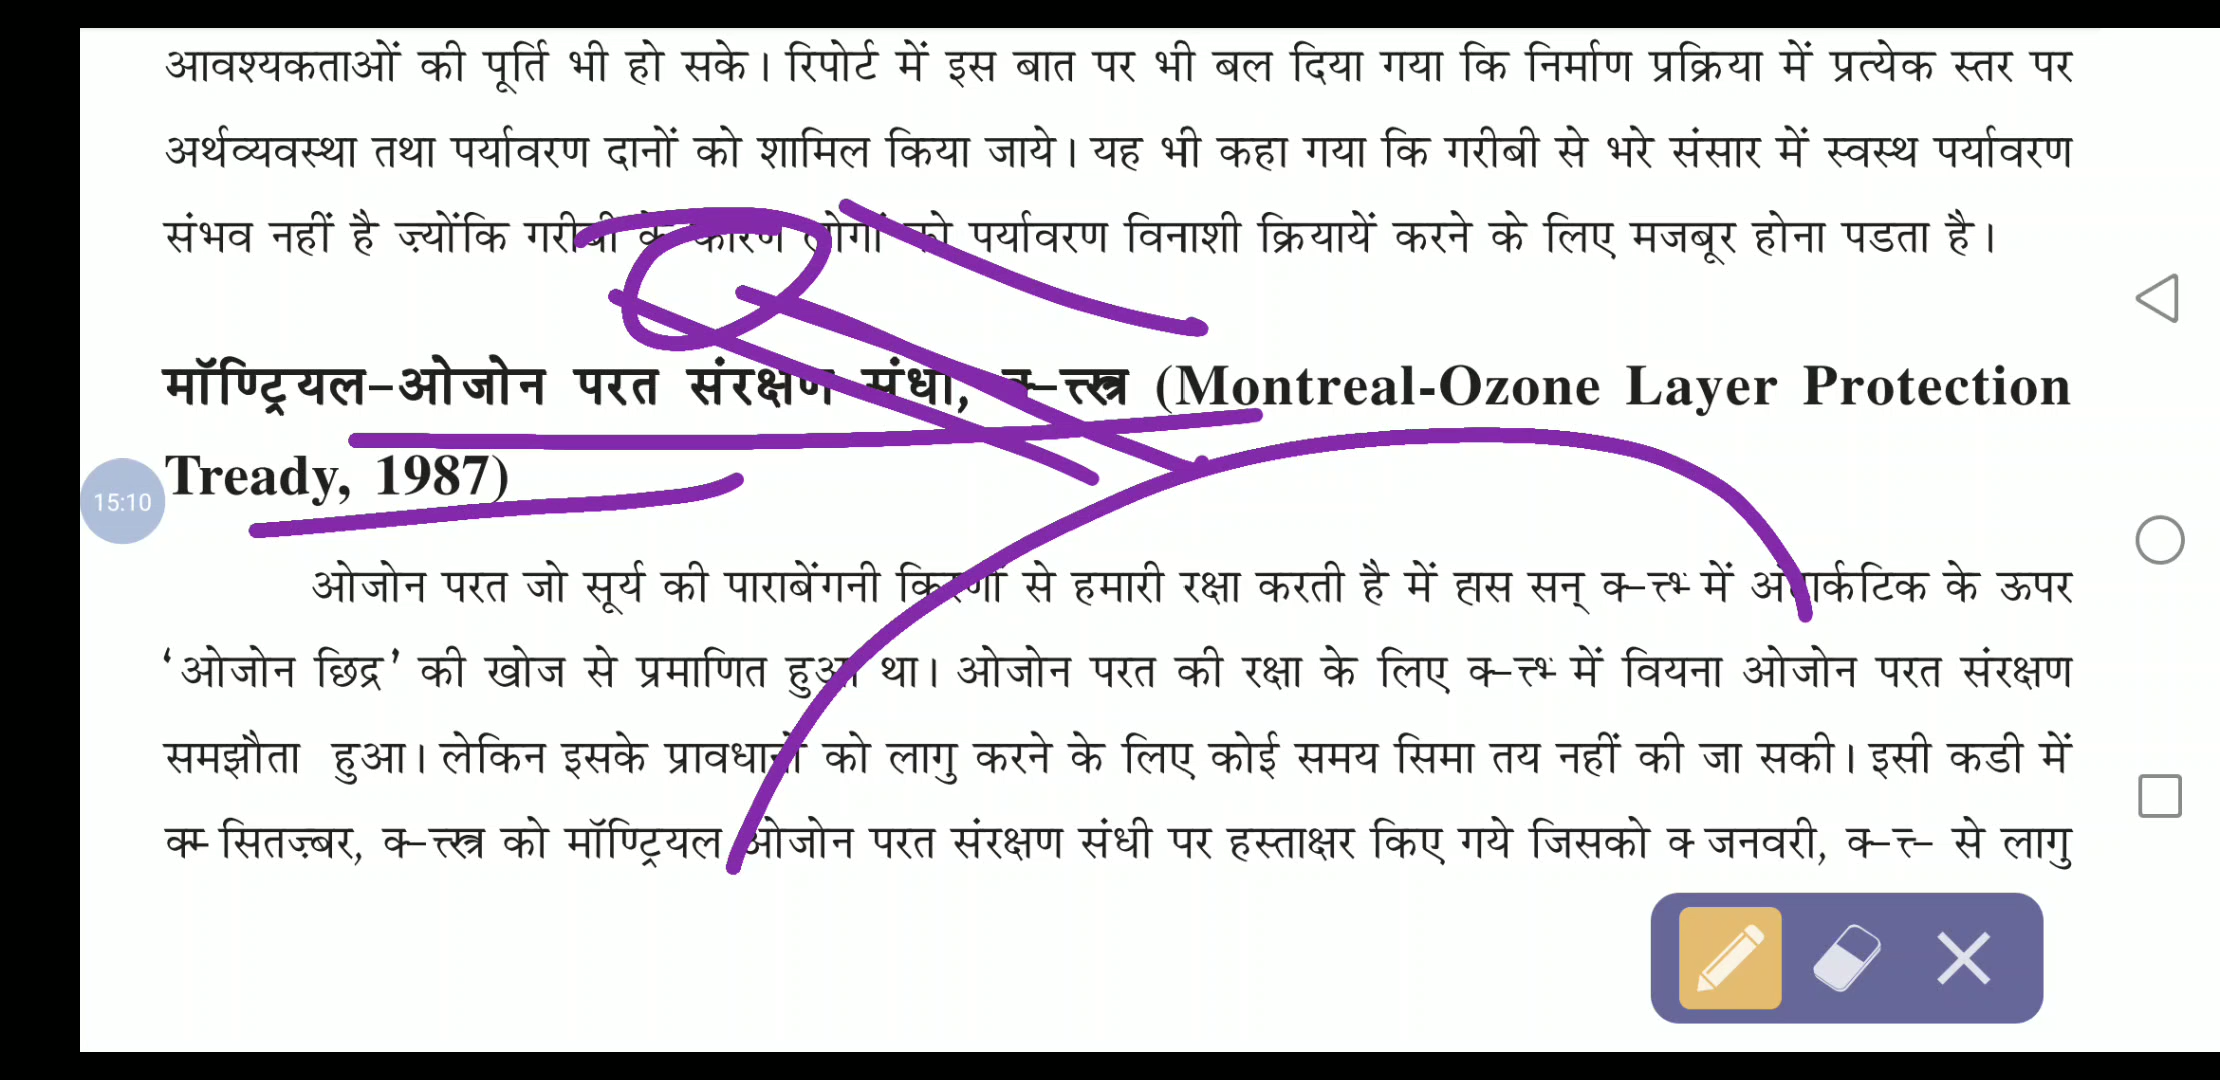 आवश्यकताओं की पूर्ति भी हो सके। रिपोर्ट में इस बात पर भी बल दिया गया कि निर्माण प्रक्रिया में प्रत्येक स्तर पर
अर्थव्यवस्था तथा पर्यावरण दानों को शामिल किया जाये। यह भी कहा गया कि गरीबी से भरे संसार में स्वस्थ पर्यावरण
संभव नहीं है ज़्योंकि गरीबी के कारण लोगों को पर्यावरण विनाशी क्रियायें करने के लिए मजबूर होना पडता है।
मॉण्ट्रियल-ओजोन परत संरक्षण संधी, (Montreal-Ozone Layer Protection
Tready, 1987)
15:10
ओजोन परत जो सूर्य की पाराबेंगनी किरणों से हमारी रक्षा करती है में ह्रास सन् में के ऊपर
‘ओजोन छिद्र’ की खोज से प्रमाणित हुआ था। ओजोन परत की रक्षा के लिए में वियना ओजोन परत संरक्षण
समझौता हुआ। लेकिन इसके प्रावधानों को लागु करने के लिए कोई समय सिमा तय नहीं की जा सकी। इसी कडी में
सितज़्बर, को मॉण्ट्रियल ओजोन परत संरक्षण संधी पर हस्ताक्षर किए गये जिसको क जनवरी, से लागु